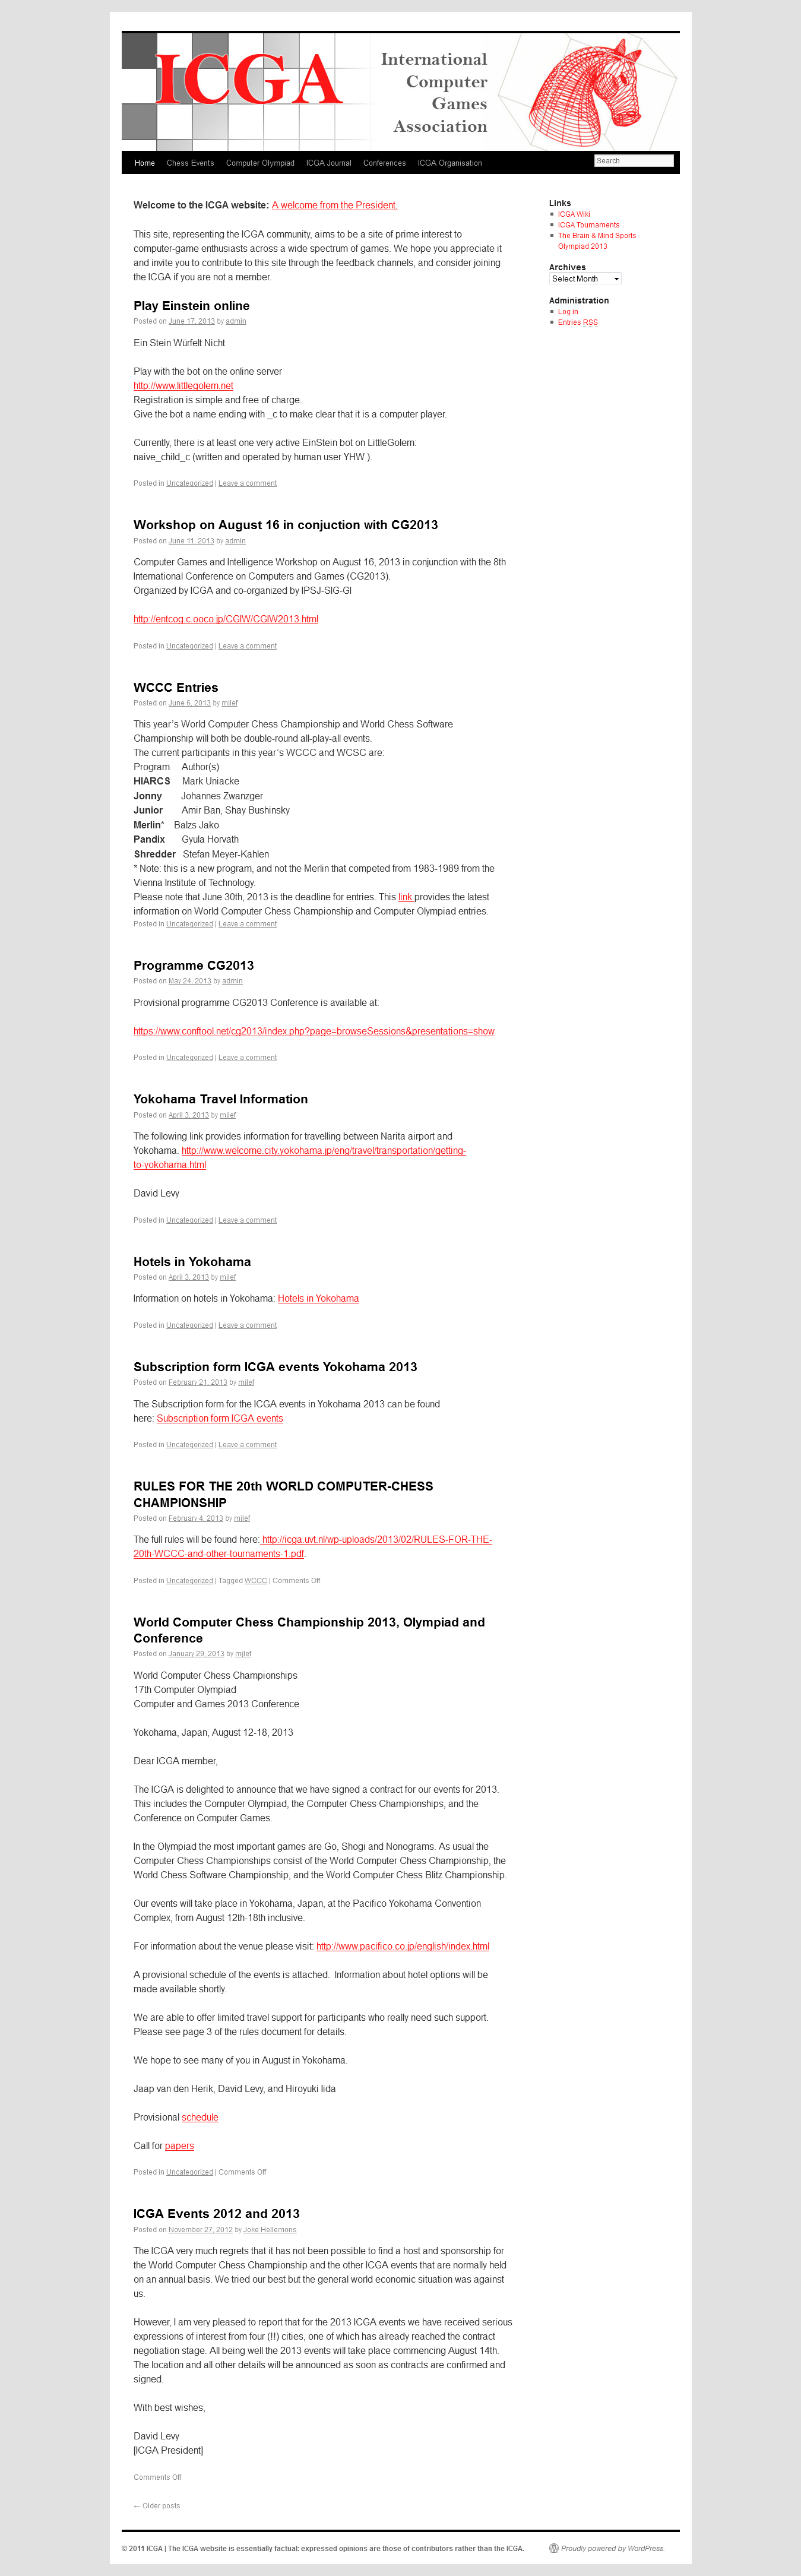 ICGA
International
Computer
Games
Association
Home Chess Events Computer Olympiad ICGA Journal Conferences ICGA Organisation Search
Welcome to the ICGA website: A welcome from the President.
This site, representing the ICGA community, aims to be a site of prime interest to
computer-game enthusiasts across a wide spectrum of games. We hope you appreciate it
and invite you to contribute to this site through the feedback channels, and consider joining
the ICGA if you are not a member.
Play Einstein online
Posted on June 17, 2013 by admin
Ein Stein Würfelt Nicht
Play with the bot on the online server
http://www.littlegolem.net
Registration is simple and free of charge.
Give the bot a name ending with _c to make clear that it is a computer player.
Currently, there is at least one very active EinStein bot on LittleGolem:
naive_child_c (written and operated by human user YHW ).
Posted in Uncategorized | Leave a comment
Workshop on August 16 in conjuction with CG2013
Posted on June 11, 2013 by admin
Computer Games and Intelligence Workshop on August 16, 2013 in conjunction with the 8th
International Conference on Computers and Games (CG2013).
Organized by ICGA and co-organized by IPSJ-SIG-GI
http://entcog.c.ooco.jp/CGIW/CGIW2013.html
Posted in Uncategorized | Leave a comment
WCCC Entries
Posted on June 6, 2013 by mjlef
This year's World Computer Chess Championship and World Chess Software
Championship will both be double-round all-play-all events.
The current participants in this year's WCCC and WCSC are:
Program Author(s)
HIARCS Mark Uniacke
Jonny Johannes Zwanzger
Junior Amir Ban, Shay Bushinsky
Merlin* Balzs Jako
Pandix Gyula Horvath
Shredder Stefan Meyer-Kahlen
* Note: this is a new program, and not the Merlin that competed from 1983-1989 from the
Vienna Institute of Technology.
Please note that June 30th, 2013 is the deadline for entries. This link provides the latest
information on World Computer Chess Championship and Computer Olympiad entries.
Posted in Uncategorized | Leave a comment
Programme CG2013
Posted on May 24, 2013 by admin
Provisional programme CG2013 Conference is available at:
https://www.conftool.net/cg2013/index.php?page=browseSessions&presentations=show
Posted in Uncategorized | Leave a comment
Yokohama Travel Information
Posted on April 3, 2013 by mjlef
The following link provides information for travelling between Narita airport and
Yokohama. http://www.welcome.city.yokohama.jp/eng/travel/transportation/getting-
to-yokohama.html
David Levy
Posted in Uncategorized | Leave a comment
Hotels in Yokohama
Posted on April 3, 2013 by mjlef
Information on hotels in Yokohama: Hotels in Yokohama
Posted in Uncategorized | Leave a comment
Subscription form ICGA events Yokohama 2013
Posted on February 21, 2013 by mjlef
The Subscription form for the ICGA events in Yokohama 2013 can be found
here: Subscription form ICGA events
Posted in Uncategorized | Leave a comment
RULES FOR THE 20th WORLD COMPUTER-CHESS
CHAMPIONSHIP
Posted on February 4, 2013 by mjlef
The full rules will be found here: http://icga.uvt.nl/wp-uploads/2013/02/RULES-FOR-THE-
20th-WCCC-and-other-tournaments-1.pdf.
Posted in Uncategorized | Tagged WCCC | Comments Off
World Computer Chess Championship 2013, Olympiad and
Conference
Posted on January 29, 2013 by mjlef
World Computer Chess Championships
17th Computer Olympiad
Computer and Games 2013 Conference
Yokohama, Japan, August 12-18, 2013
Dear ICGA member,
The ICGA is delighted to announce that we have signed a contract for our events for 2013.
This includes the Computer Olympiad, the Computer Chess Championships, and the
Conference on Computer Games.
In the Olympiad the most important games are Go, Shogi and Nonograms. As usual the
Computer Chess Championships consist of the World Computer Chess Championship, the
World Chess Software Championship, and the World Computer Chess Blitz Championship.
Our events will take place in Yokohama, Japan, at the Pacifico Yokohama Convention
Complex, from August 12th-18th inclusive.
For information about the venue please visit: http://www.pacifico.co.jp/english/index.html
A provisional schedule of the events is attached. Information about hotel options will be
made available shortly.
We are able to offer limited travel support for participants who really need such support.
Please see page 3 of the rules document for details.
We hope to see many of you in August in Yokohama.
Jaap van den Herik, David Levy, and Hiroyuki Iida
Provisional schedule
Call for papers
Posted in Uncategorized | Comments Off
ICGA Events 2012 and 2013
Posted on November 27, 2012 by Joke Hellemons
The ICGA very much regrets that it has not been possible to find a host and sponsorship for
the World Computer Chess Championship and the other ICGA events that are normally held
on an annual basis. We tried our best but the general world economic situation was against
us.
However, I am very pleased to report that for the 2013 ICGA events we have received serious
expressions of interest from four (!!) cities, one of which has already reached the contract
negotiation stage. All being well the 2013 events will take place commencing August 14th.
The location and all other details will be announced as soon as contracts are confirmed and
signed.
With best wishes,
David Levy
[ICGA President]
Comments Off
← Older posts
Links
ICGA Wiki
ICGA Tournaments
The Brain & Mind Sports
Olympiad 2013
Archives
Select Month
Administration
Log in
Entries RSS
© 2011 ICGA | The ICGA website is essentially factual: expressed opinions are those of contributors rather than the ICGA.
Proudly powered by WordPress.